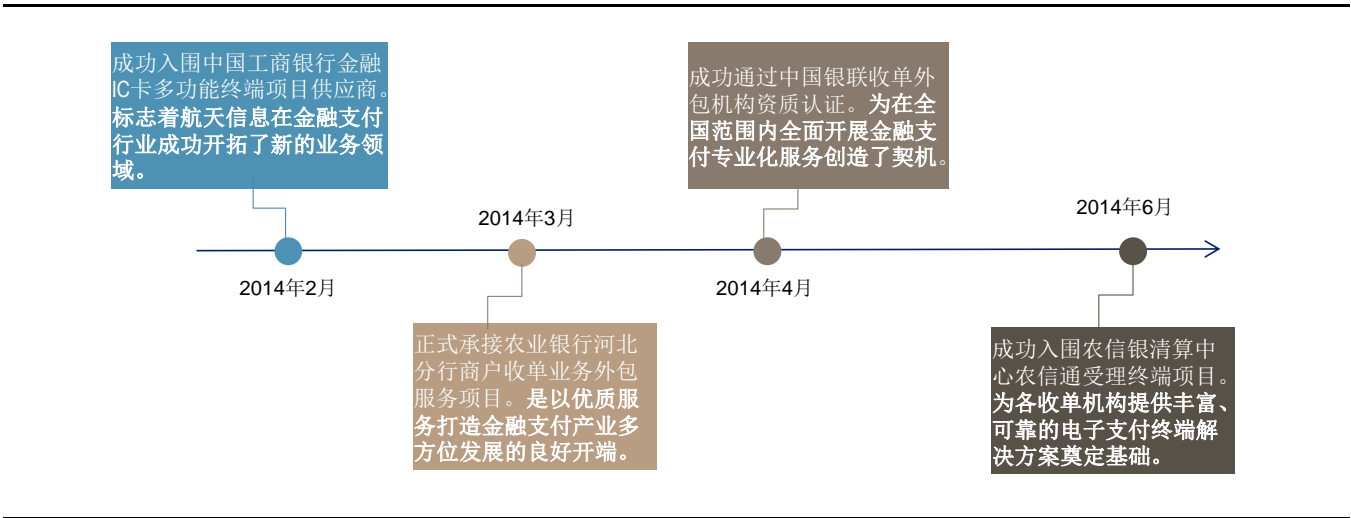 成功入围中国工商银行金融
IC卡多功能终端项目供应商。
标志着航天信息在金融支付
行业成功开拓了新的业务领
域。
成功通过中国银联收单外
包机构资质认证。为在全
国范围内全面开展金融支
付专业化服务创造了契机。
2014年3月
2014年6月
2014年2月
2014年4月
正式承接农业银行河北
分行商户收单业务外包
服务项目。是以优质服
务打造金融支付产业多
方位发展的良好开端。
成功入围农信银清算中
心农信通受理终端项目。
为各收单机构提供丰富、
可靠的电子支付终端解
决方案奠定基础。